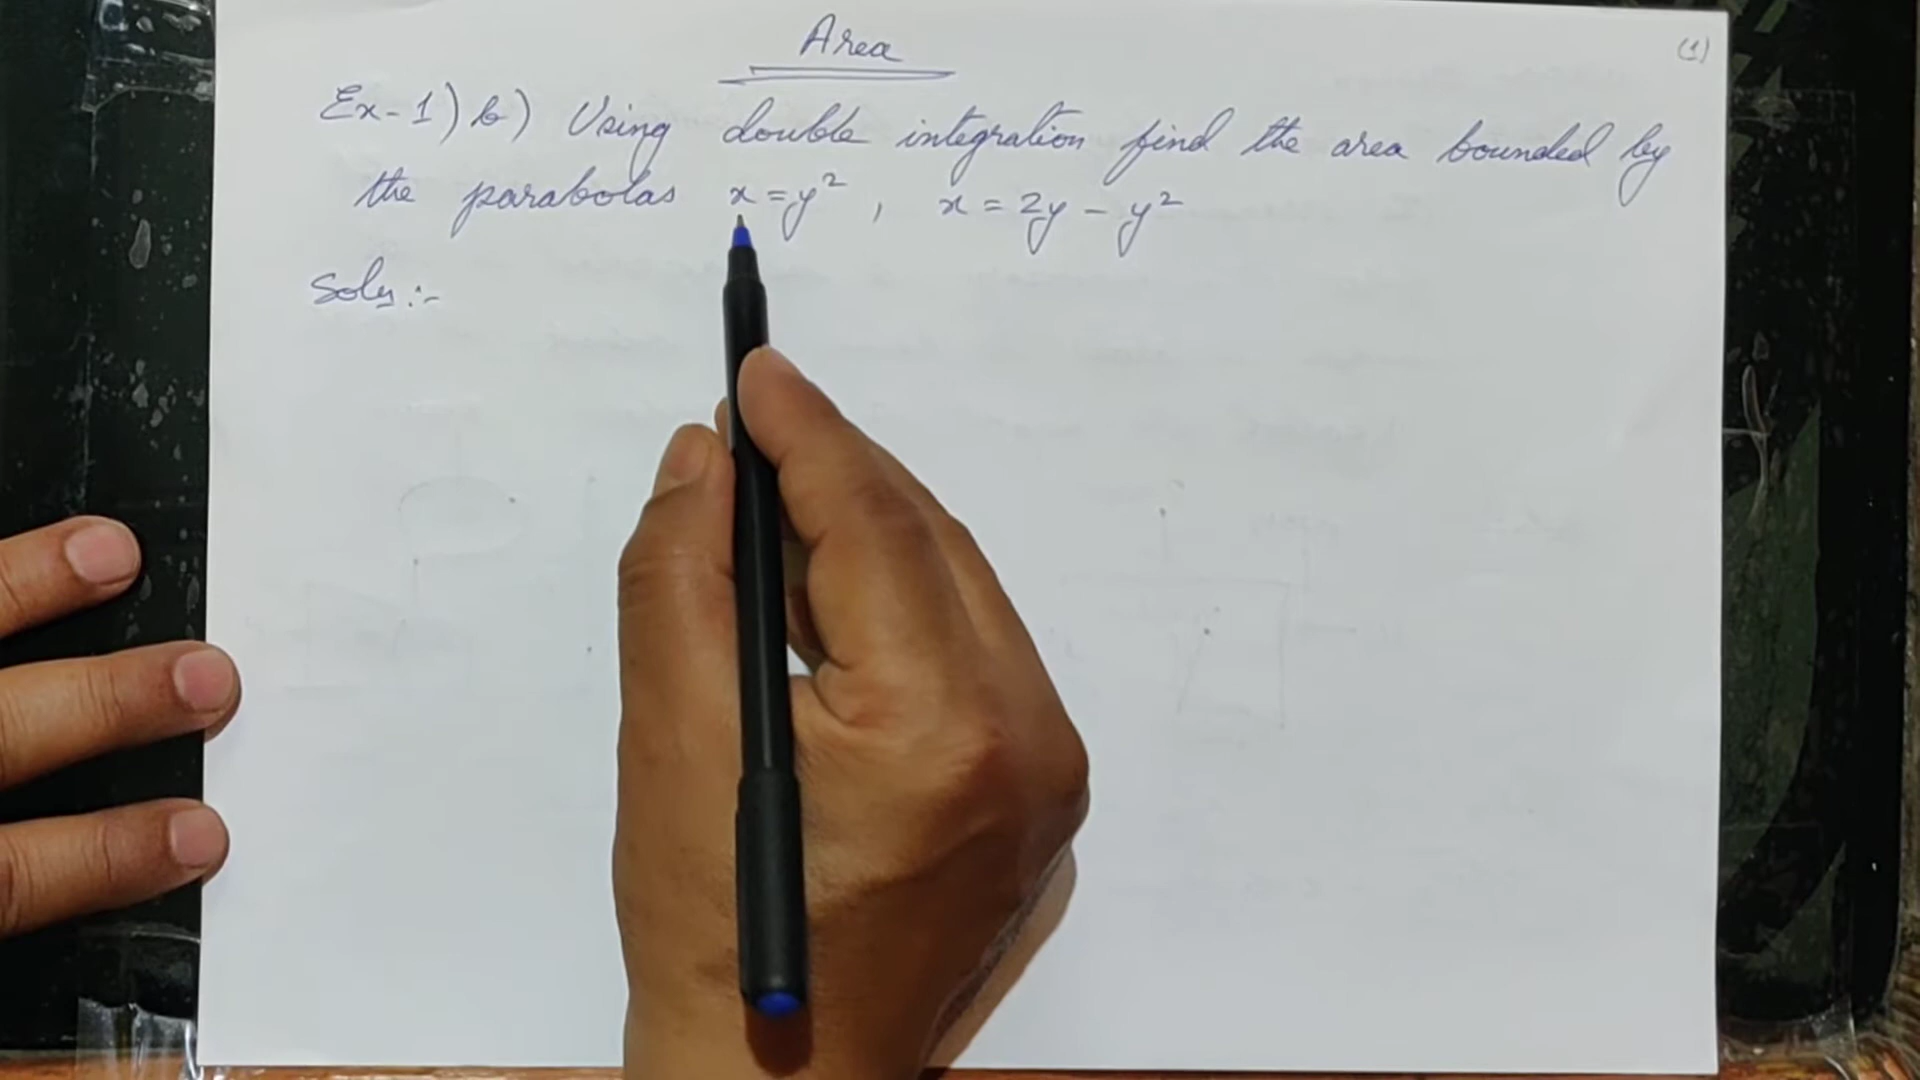 Area
(1)
Ex-1) b) Using double integration find the area bounded by
the parabolas x = y², x = 2y - y²
Soln :-